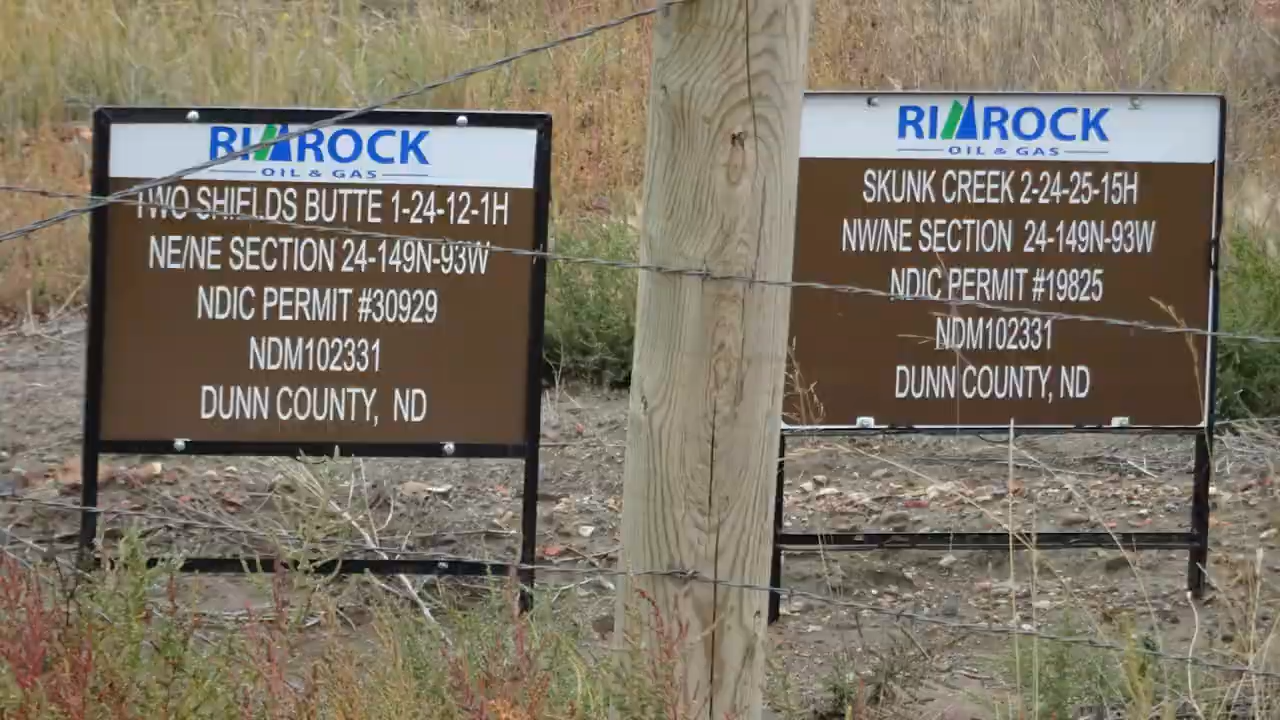 RIMROCK
OIL & GAS
TWO SHIELDS BUTTE 1-24-12-1H
NE/NE SECTION 24-149N-93W
NDIC PERMIT #30929
NDM102331
DUNN COUNTY, ND
RIMROCK
OIL & GAS
SKUNK CREEK 2-24-25-15H
NW/NE SECTION 24-149N-93W
NDIC PERMIT #19825
NDM102331
DUNN COUNTY, ND